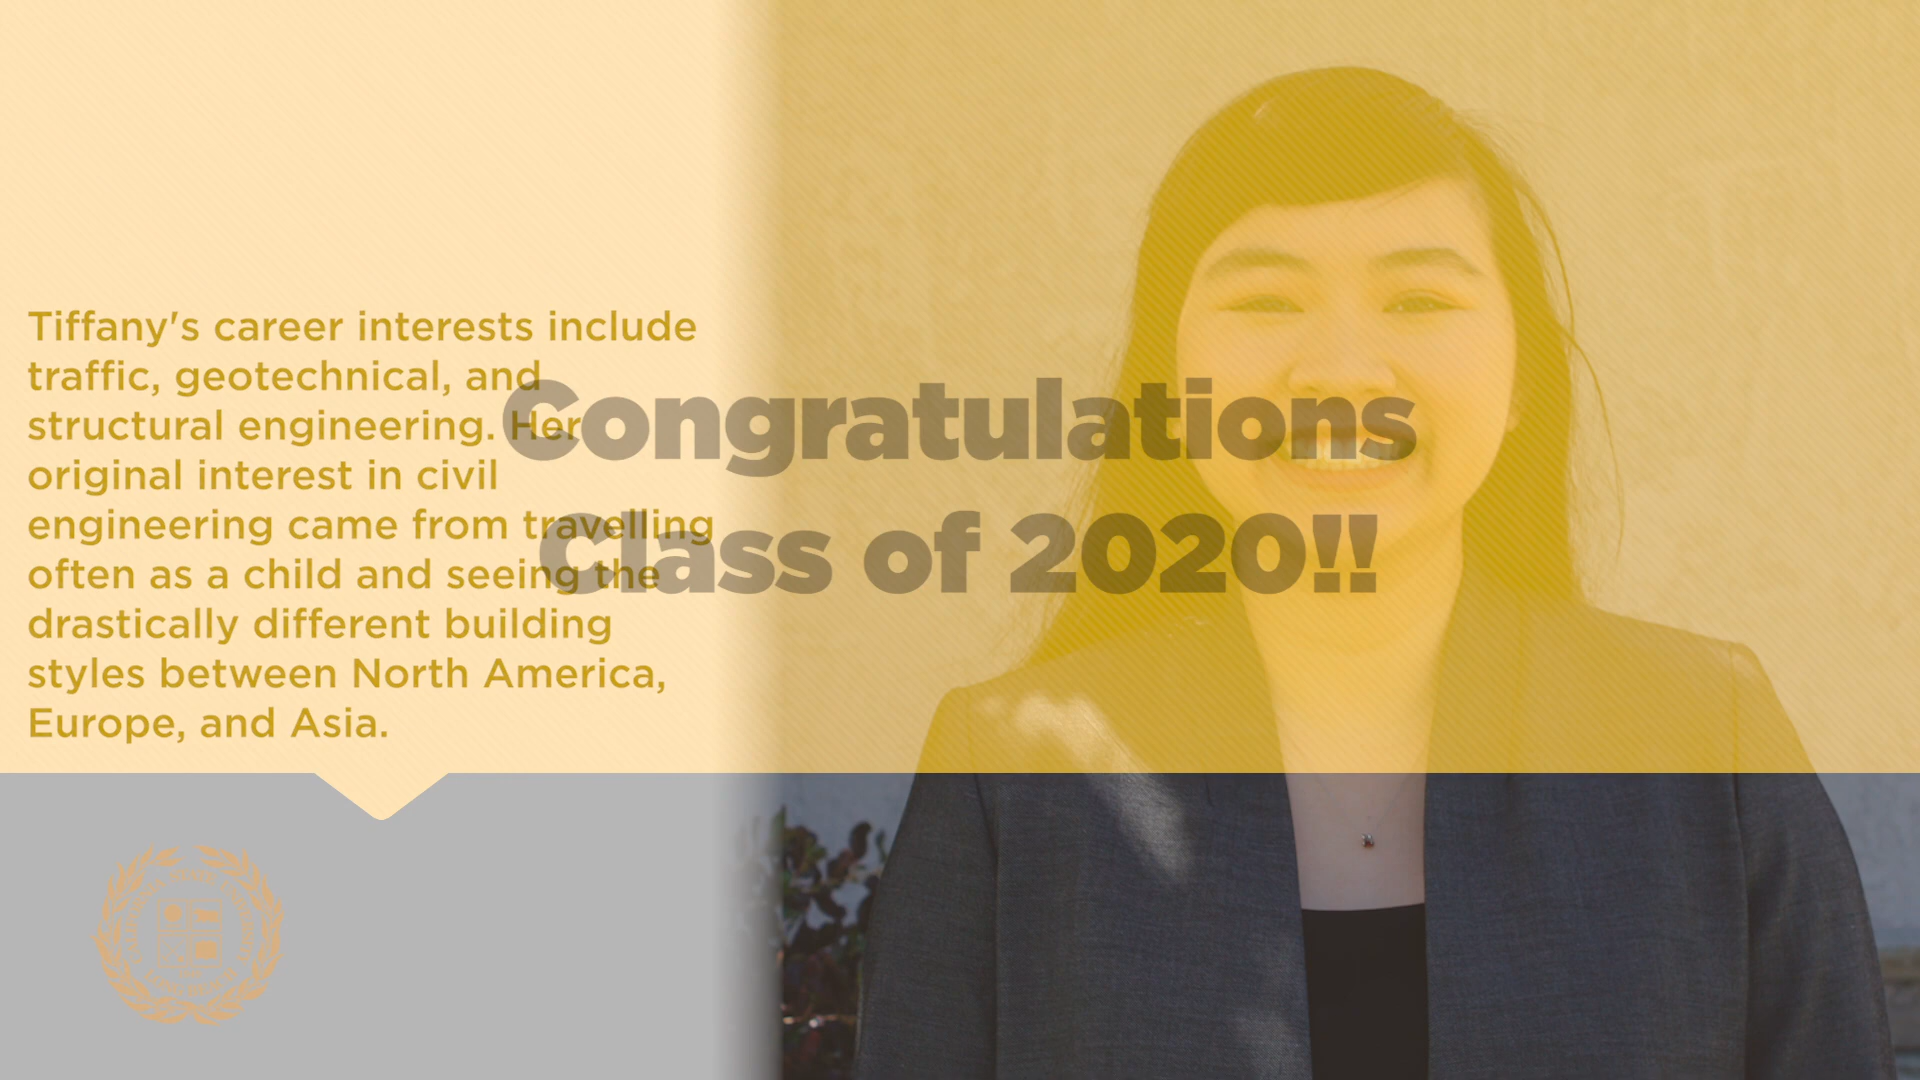 Tiffany's career interests include
traffic, geotechnical, and
structural engineering. Her
original interest in civil
engineering came from travelling
often as a child and seeing the
drastically different building
styles between North America,
Europe, and Asia.
Congratulations
Class of 2020!!